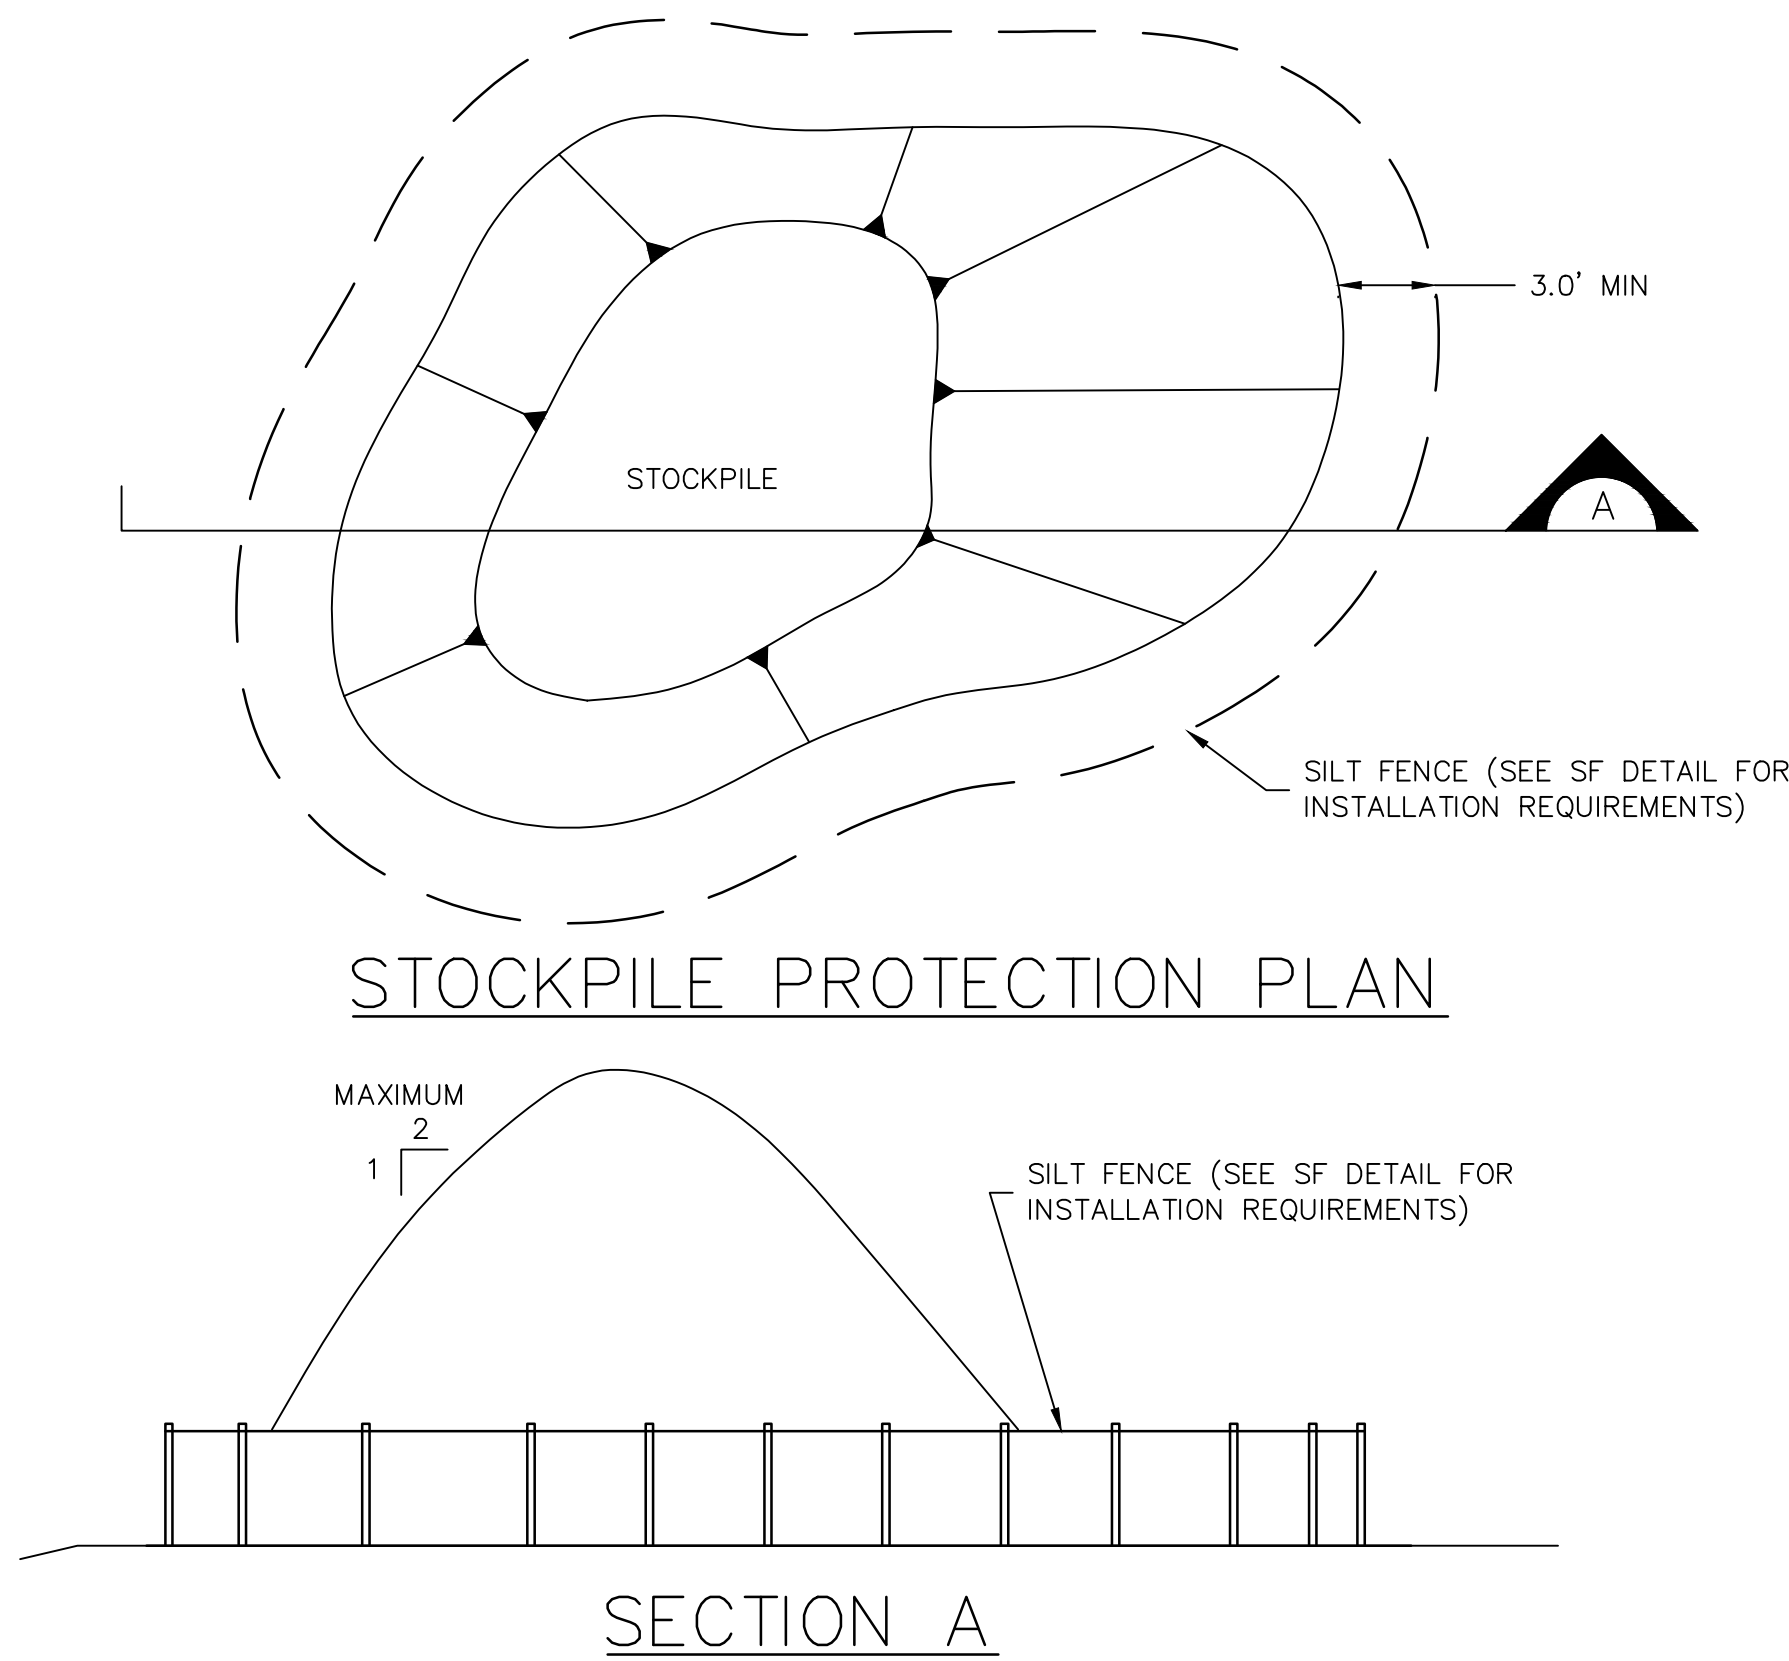 3.0' MIN
STOCKPILE
A
SILT FENCE (SEE SF DETAIL FOR
INSTALLATION REQUIREMENTS)
STOCKPILE PROTECTION PLAN
MAXIMUM
2
1
SILT FENCE (SEE SF DETAIL FOR
INSTALLATION REQUIREMENTS)
SECTION A